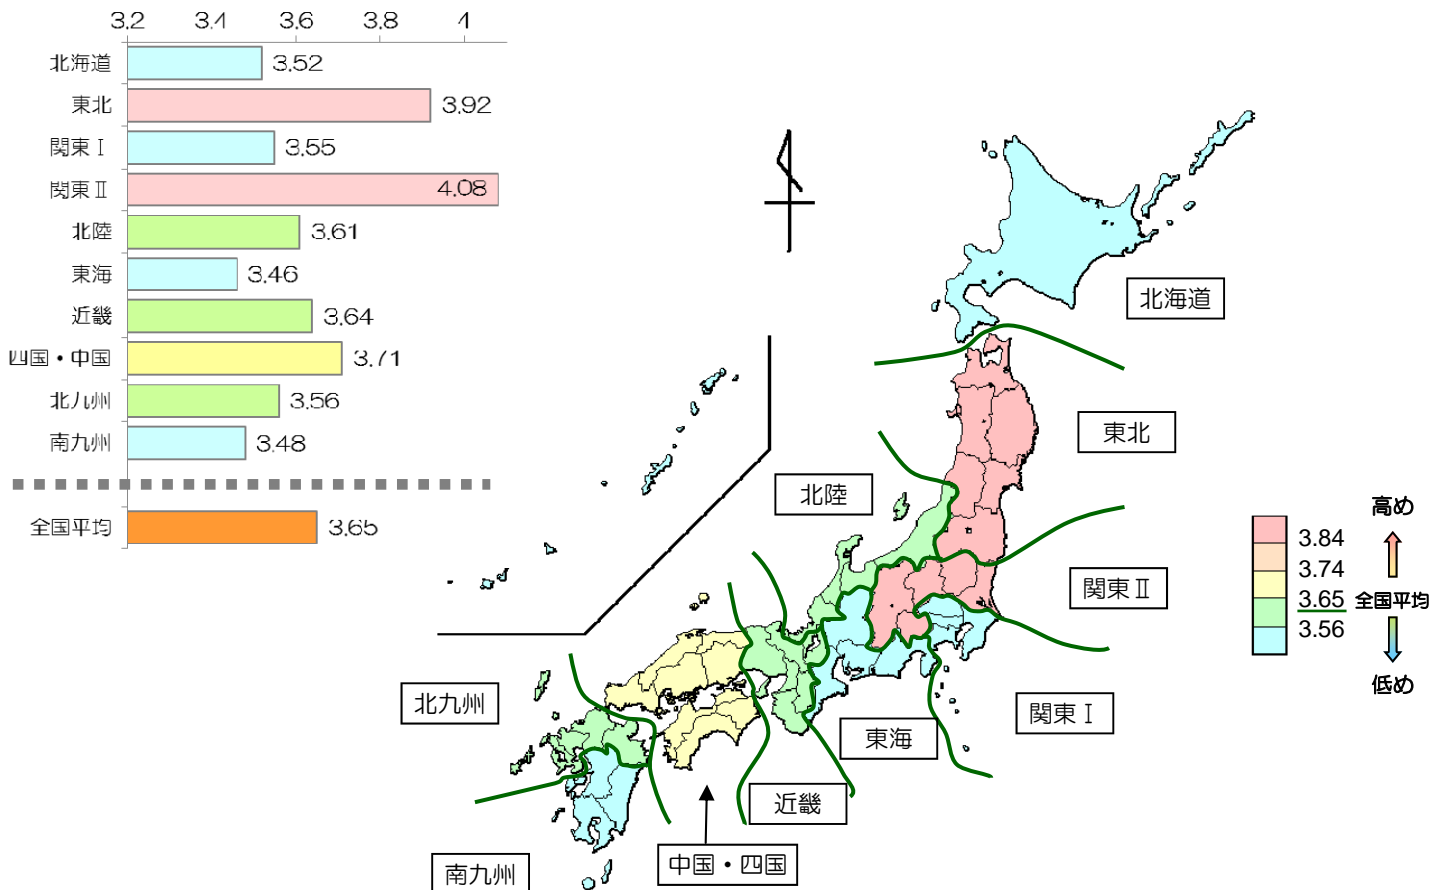 3.2 3.4 3.6 3.8 4
北海道 3.52
東北 3.92
関東Ⅰ 3.55
関東Ⅱ 4.08
北陸 3.61
東海 3.46
近畿 3.64
四国・中国 3.71
北九州 3.56
南九州 3.48
全国平均 3.65
北海道
東北
北陸
関東Ⅱ
北九州
関東Ⅰ
東海
近畿
中国・四国
南九州
高め
3.84
3.74
3.65 全国平均
3.56
低め